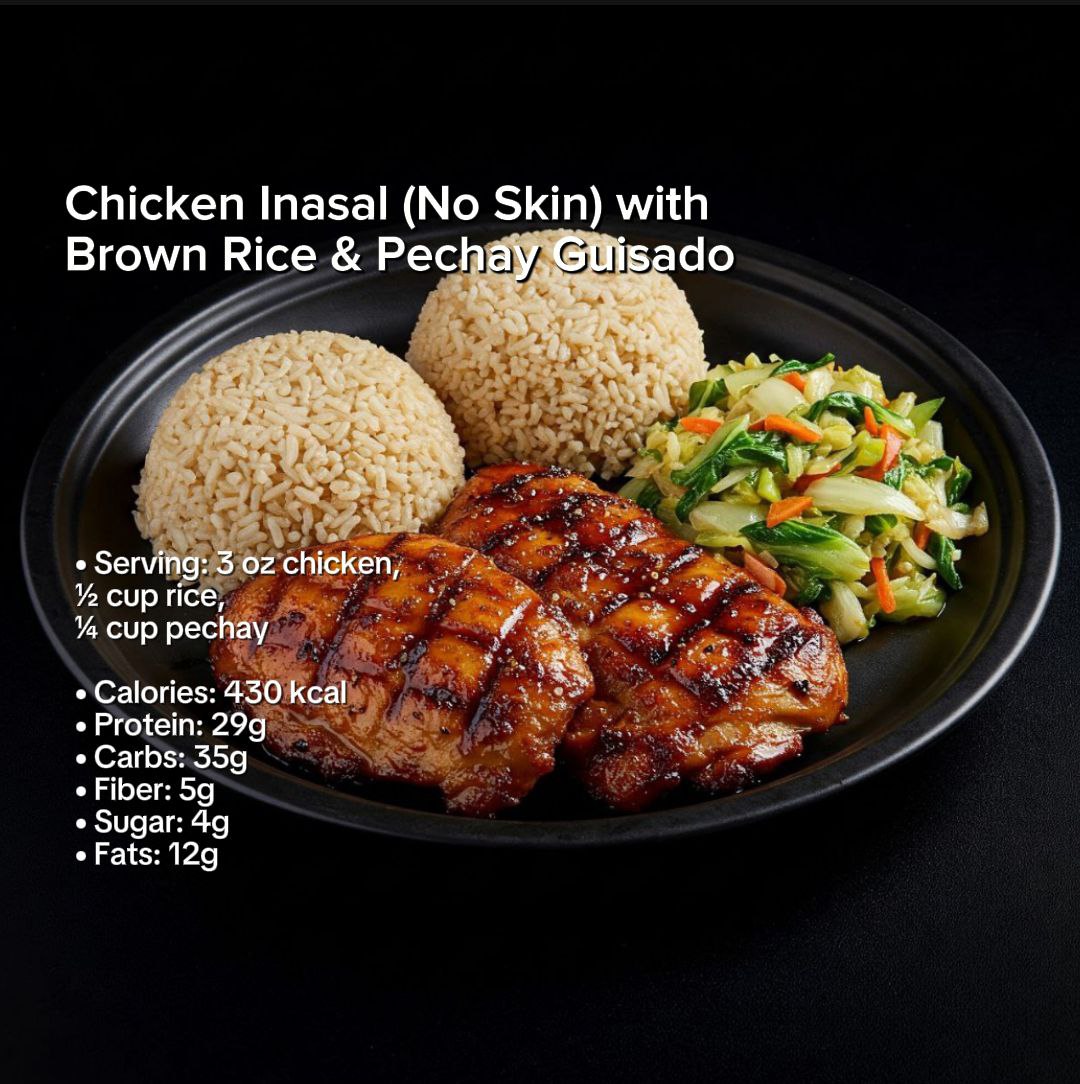 Chicken Inasal (No Skin) with
Brown Rice & Pechay Guisado
• Serving: 3 oz chicken,
½ cup rice,
¼ cup pechay
• Calories: 430 kcal
• Protein: 29g
• Carbs: 35g
• Fiber: 5g
• Sugar: 4g
• Fats: 12g